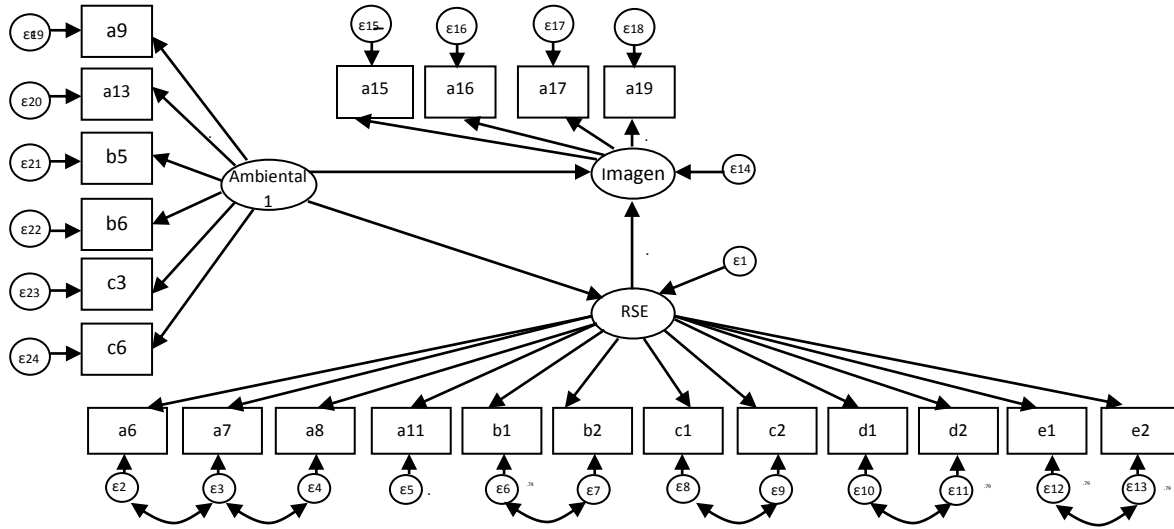 ε19 a9
ε15 ε16 ε17 ε18
a15 a16 a17 a19
ε20 a13
ε21 b5
Ambiental
1
Imagen
ε14
ε22 b6
ε1
ε23 c3
RSE
ε24 c6
a6 a7 a8 a11 b1 b2 c1 c2 d1 d2 e1 e2
ε2 ε3 ε4 ε5 ε6 ε7 ε8 ε9 ε10 ε11 ε12 ε13